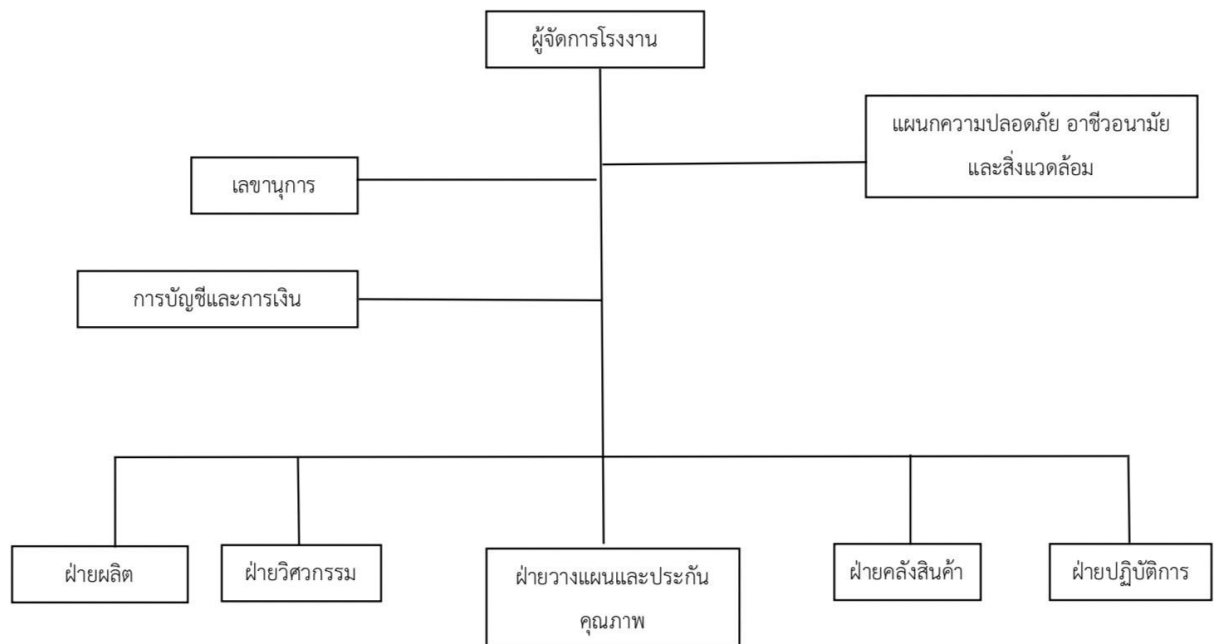 ผู้จัดการโรงงาน
แผนกความปลอดภัย อาชีวอนามัย
และสิ่งแวดล้อม
เลขานุการ
การบัญชีและการเงิน
ฝ่ายผลิต
ฝ่ายวิศวกรรม
ฝ่ายวางแผนและประกัน
คุณภาพ
ฝ่ายคลังสินค้า
ฝ่ายปฏิบัติการ